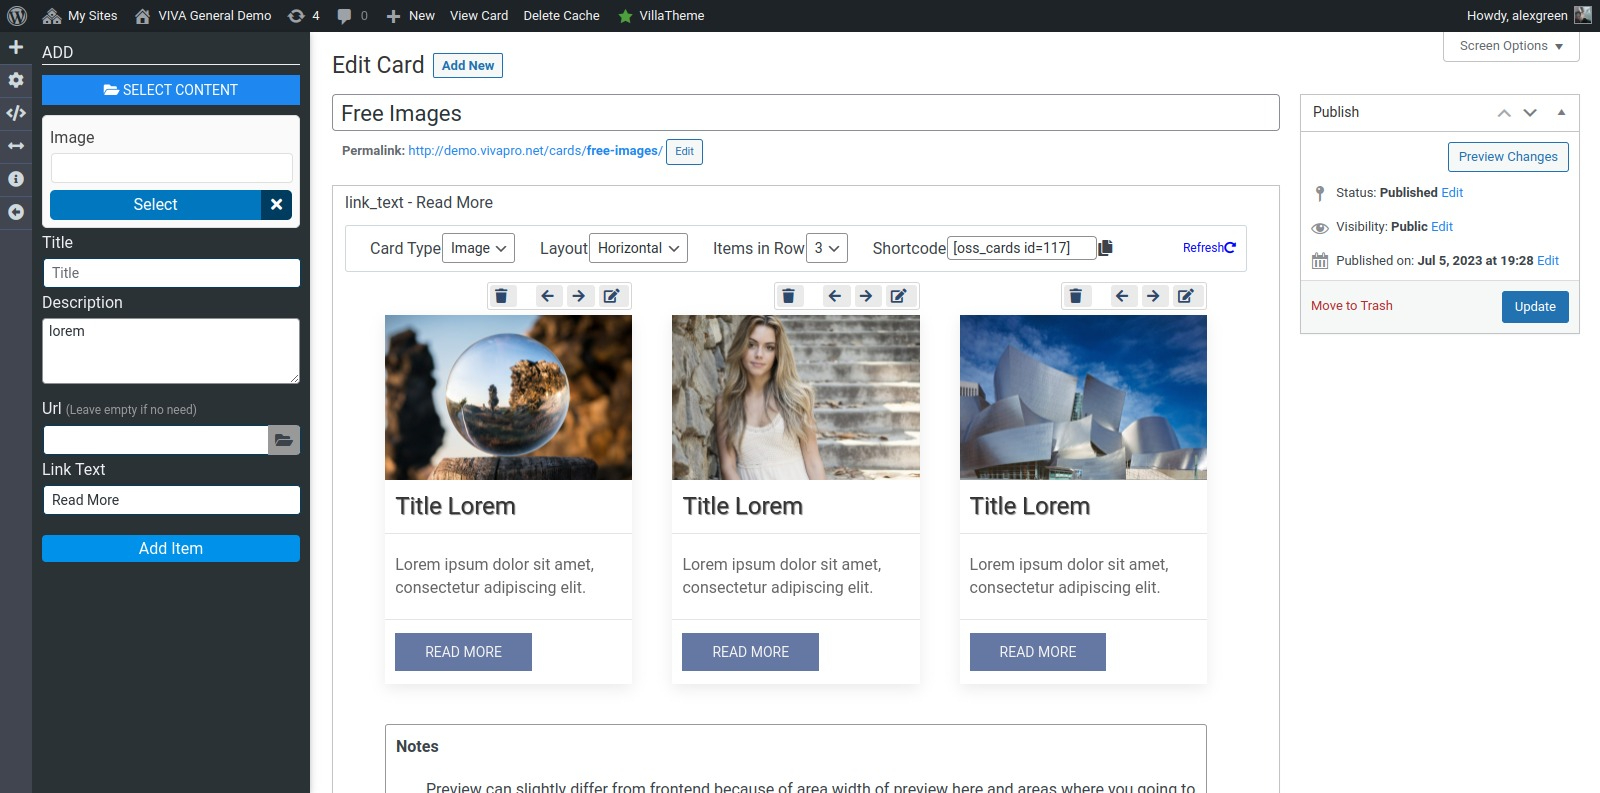 My Sites VIVA General Demo 4 0 New View Card Delete Cache VillaTheme Howdy, alexgreen
Screen Options
ADD
SELECT CONTENT
Image
Select
Title
Title
Description
lorem
Url (Leave empty if no need)
Link Text
Read More
Add Item
Edit Card Add New
Free Images
Permalink: http://demo.vivapro.net/cards/free-images/ Edit
link_text - Read More
Card Type Image Layout Horizontal Items in Row 3 Shortcode [oss_cards id=117] Refresh
Title Lorem
Lorem ipsum dolor sit amet,
consectetur adipiscing elit.
READ MORE
Title Lorem
Lorem ipsum dolor sit amet,
consectetur adipiscing elit.
READ MORE
Title Lorem
Lorem ipsum dolor sit amet,
consectetur adipiscing elit.
READ MORE
Notes
Preview can slightly differ from frontend because of area width of preview here and areas where you going to
Publish
Preview Changes
Status: Published Edit
Visibility: Public Edit
Published on: Jul 5, 2023 at 19:28 Edit
Move to Trash Update